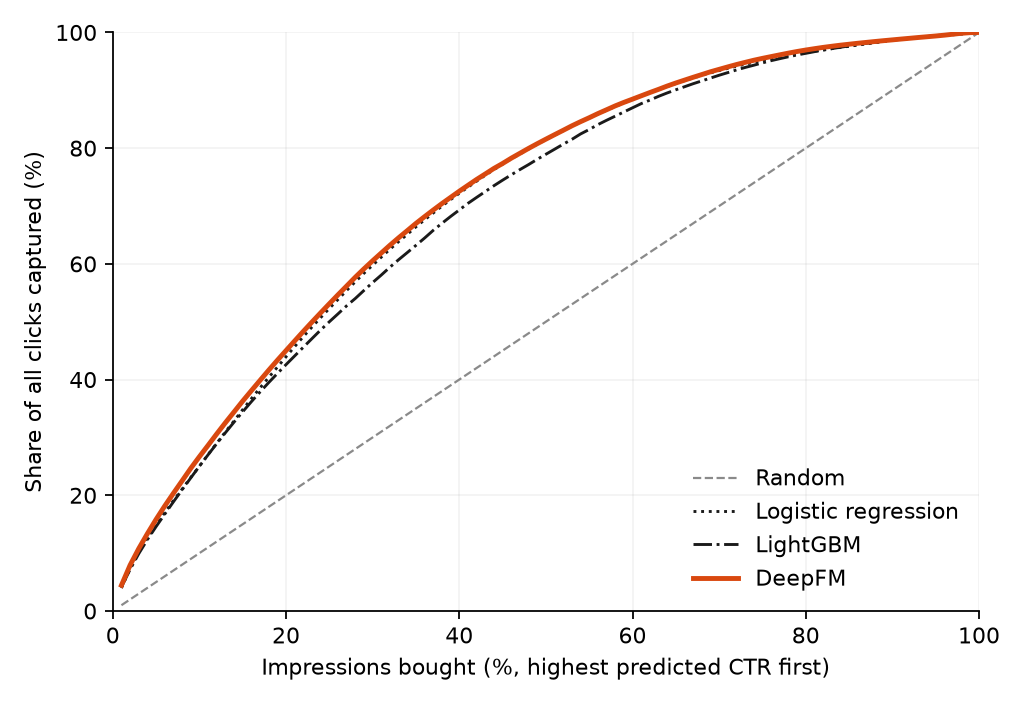 100
80
60
40
20
0
Share of all clicks captured (%)
0 20 40 60 80 100
Impressions bought (%, highest predicted CTR first)
Random
Logistic regression
LightGBM
DeepFM